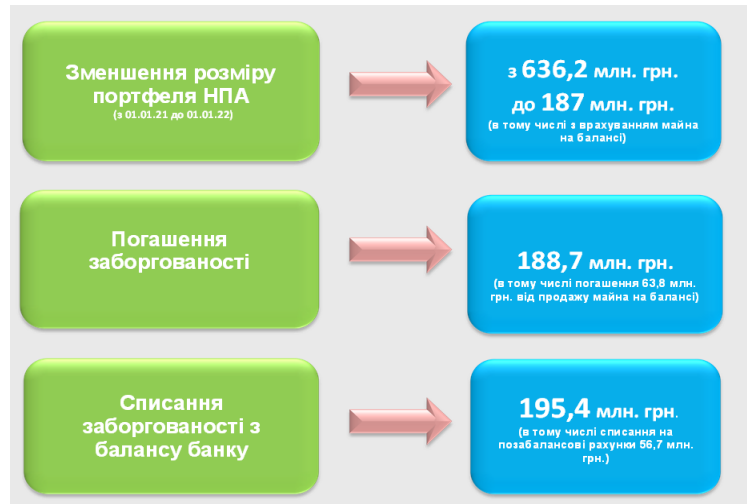 Зменшення розміру
портфеля НПА
(з 01.01.21 до 01.01.22)
з 636,2 млн. грн.
до 187 млн. грн.
(в тому числі з врахуванням майна
на балансі)
Погашення
заборгованості
188,7 млн. грн.
(в тому числі погашення 63,8 млн.
грн. від продажу майна на балансі)
Списання
заборгованості з
балансу банку
195,4 млн. грн.
(в тому числі списання на
позабалансові рахунки 56,7 млн.
грн.)